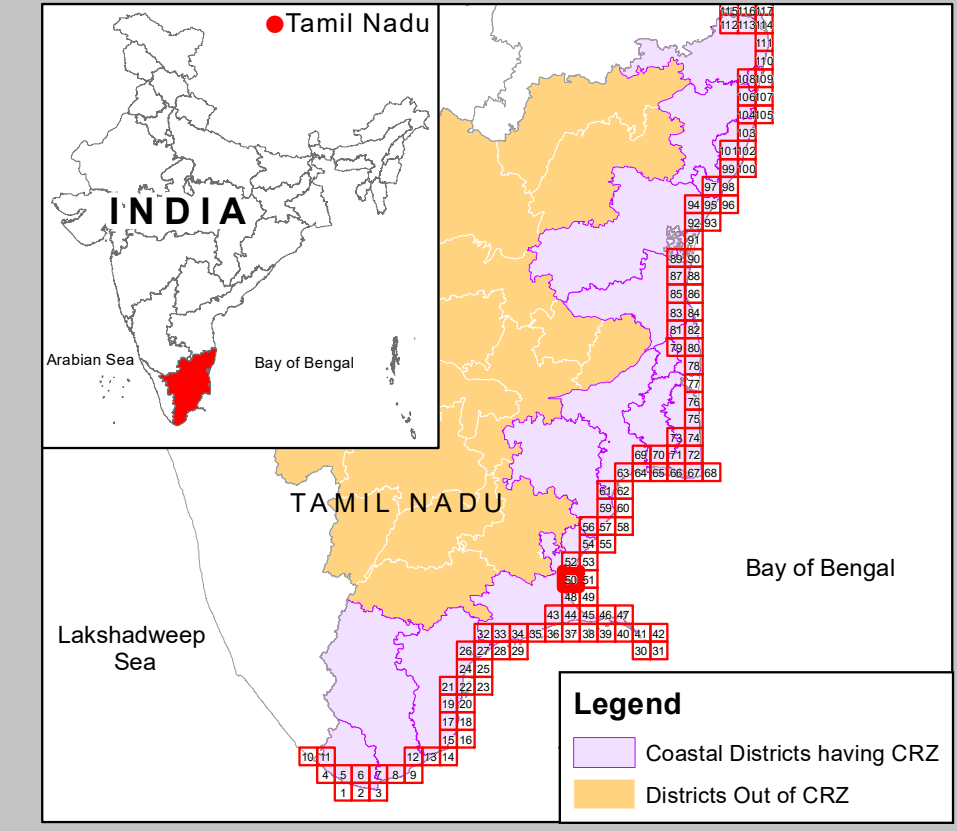 Tamil Nadu
INDIA
Arabian Sea
Bay of Bengal
115 116 117
112 113 114
111
110
108 109
106 107
104 105
103
101 102
99 100
97 98
94 95 96
92 93
91
89 90
87 88
85 86
83 84
81 82
79 80
78
77
76
75
73 74
69 70 71 72
63 64 65 66 67 68
61 62
TAMIL NADU
59 60
56 57 58
54 55
52 53
Bay of Bengal
50 51
48 49
43 44 45 46 47
Lakshadweep
Sea
32 33 34 35 36 37 38 39 40 41 42
26 27 28 29 30 31
24 25
21 22 23
19 20
17 18
15 16
10 11 12 13 14
4 5 6 7 8 9
1 2 3
Legend
Coastal Districts having CRZ
Districts Out of CRZ